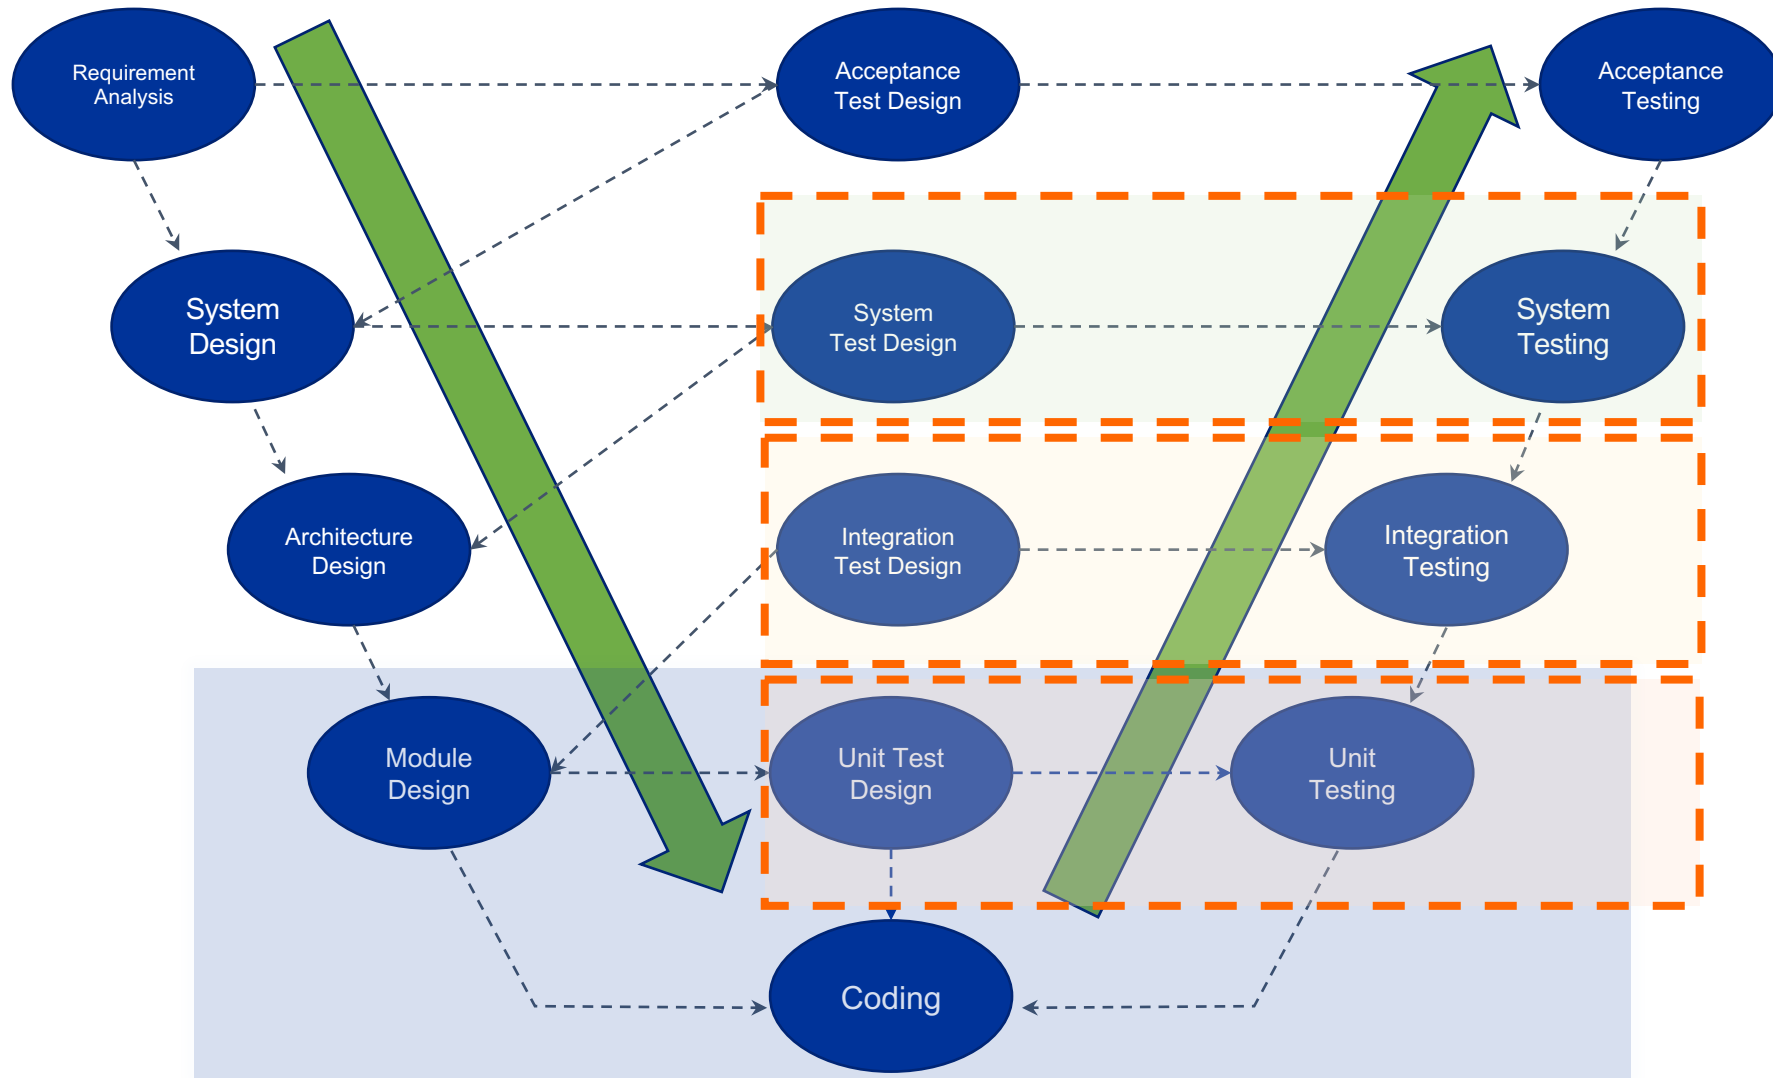 Requirement
Analysis
Acceptance
Test Design
Acceptance
Testing
System
Design
System
Test Design
System
Testing
Architecture
Design
Integration
Test Design
Integration
Testing
Module
Design
Unit Test
Design
Unit
Testing
Coding